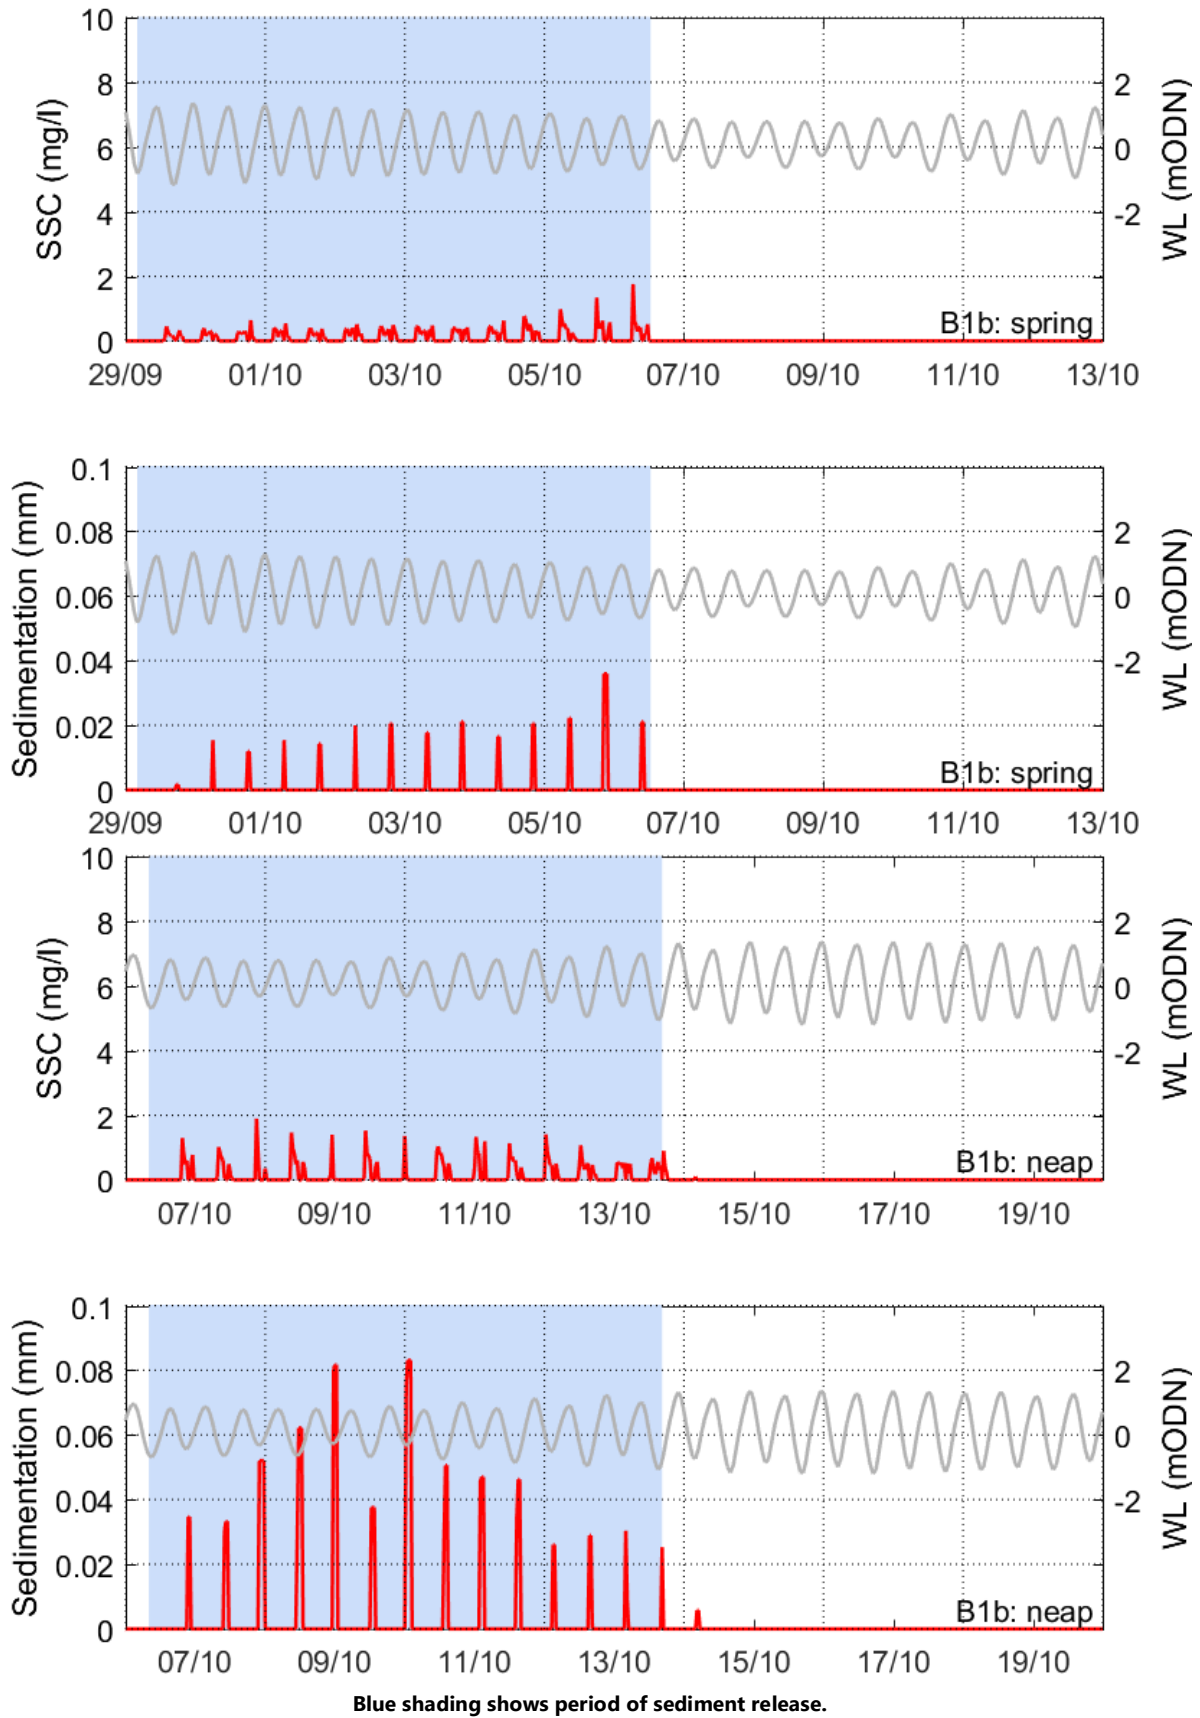 10
8
6
4
2
0
SSC (mg/l)
2
0
-2
WL (mODN)
B1b: spring
29/09 01/10 03/10 05/10 07/10 09/10 11/10 13/10
0.1
0.08
0.06
0.04
0.02
0
Sedimentation (mm)
2
0
-2
WL (mODN)
B1b: spring
29/09 01/10 03/10 05/10 07/10 09/10 11/10 13/10
10
8
6
4
2
0
SSC (mg/l)
2
0
-2
WL (mODN)
B1b: neap
07/10 09/10 11/10 13/10 15/10 17/10 19/10
0.1
0.08
0.06
0.04
0.02
0
Sedimentation (mm)
2
0
-2
WL (mODN)
B1b: neap
07/10 09/10 11/10 13/10 15/10 17/10 19/10
Blue shading shows period of sediment release.